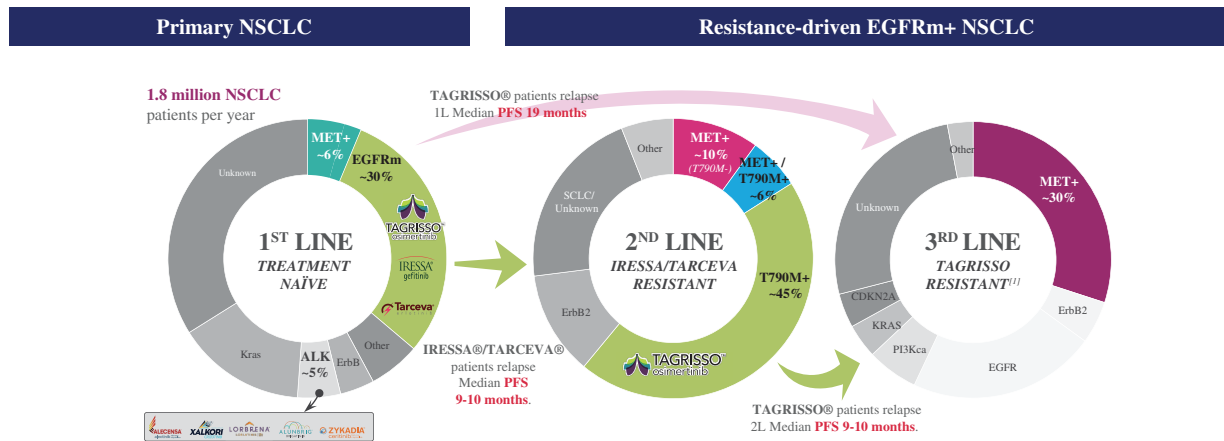 Primary NSCLC
Resistance-driven EGFRm+ NSCLC
1.8 million NSCLC
patients per year
TAGRISSO® patients relapse
1L Median PFS 19 months
MET+
~6%
EGFRm
~30%
TAGRISSO
osimertinib
IRESSA
gefitinib
Tarceva
Other
ErbB
ALK
~5%
Kras
Unknown
1ST LINE
TREATMENT
NAÏVE
ALECENSA
XALKORI
LORBRENA
ALUNBRIG
ZYKADIA
IRESSA®/TARCEVA®
patients relapse
Median PFS
9-10 months.
MET+
~10%
(T790M-)
MET+ /
T790M+
~6%
T790M+
~45%
TAGRISSO
osimertinib
ErbB2
SCLC/
Unknown
Other
2ND LINE
IRESSA/TARCEVA
RESISTANT
TAGRISSO® patients relapse
2L Median PFS 9-10 months.
MET+
~30%
ErbB2
EGFR
PI3Kca
KRAS
CDKN2A
Unknown
Other
3RD LINE
TAGRISSO
RESISTANT[1]